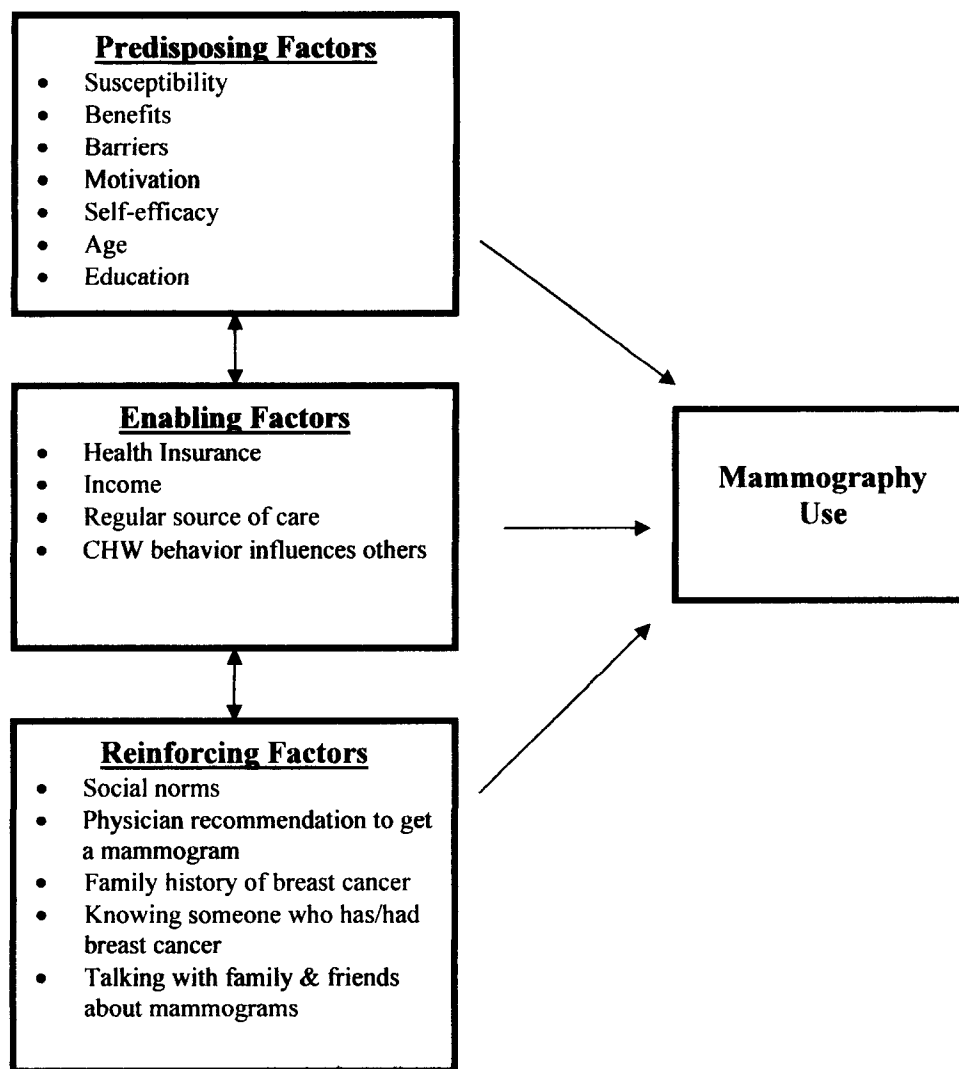 Predisposing Factors
• Susceptibility
• Benefits
• Barriers
• Motivation
• Self-efficacy
• Age
• Education
Enabling Factors
• Health Insurance
• Income
• Regular source of care
• CHW behavior influences others
Mammography
Use
Reinforcing Factors
• Social norms
• Physician recommendation to get
a mammogram
• Family history of breast cancer
• Knowing someone who has/had
breast cancer
• Talking with family & friends
about mammograms